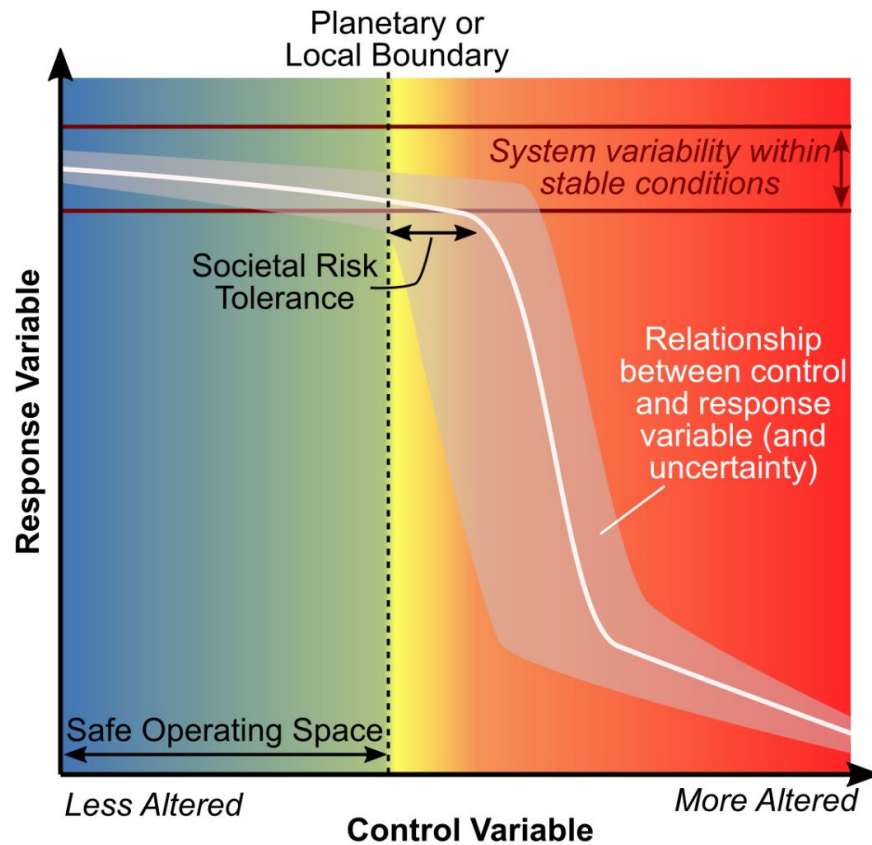 Planetary or
Local Boundary
System variability within
stable conditions
Societal Risk
Tolerance
Relationship
between control
and response
variable (and
uncertainty)
Response Variable
Safe Operating Space
Less Altered
More Altered
Control Variable